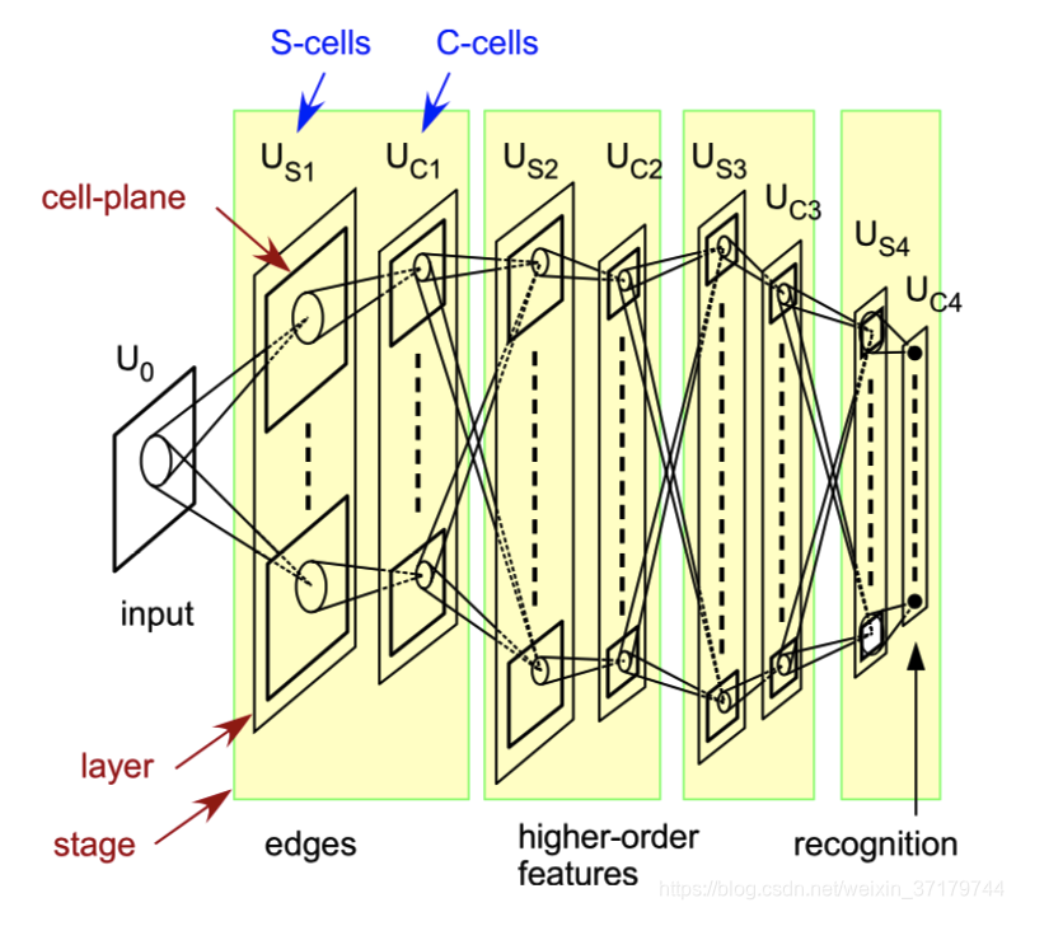 S-cells
C-cells
U_S1
U_C1
U_S2
U_C2
U_S3
U_C3
U_S4
U_C4
cell-plane
U_0
input
layer
stage
edges
higher-order
features
recognition
https://blog.csdn.net/weixin_37179744